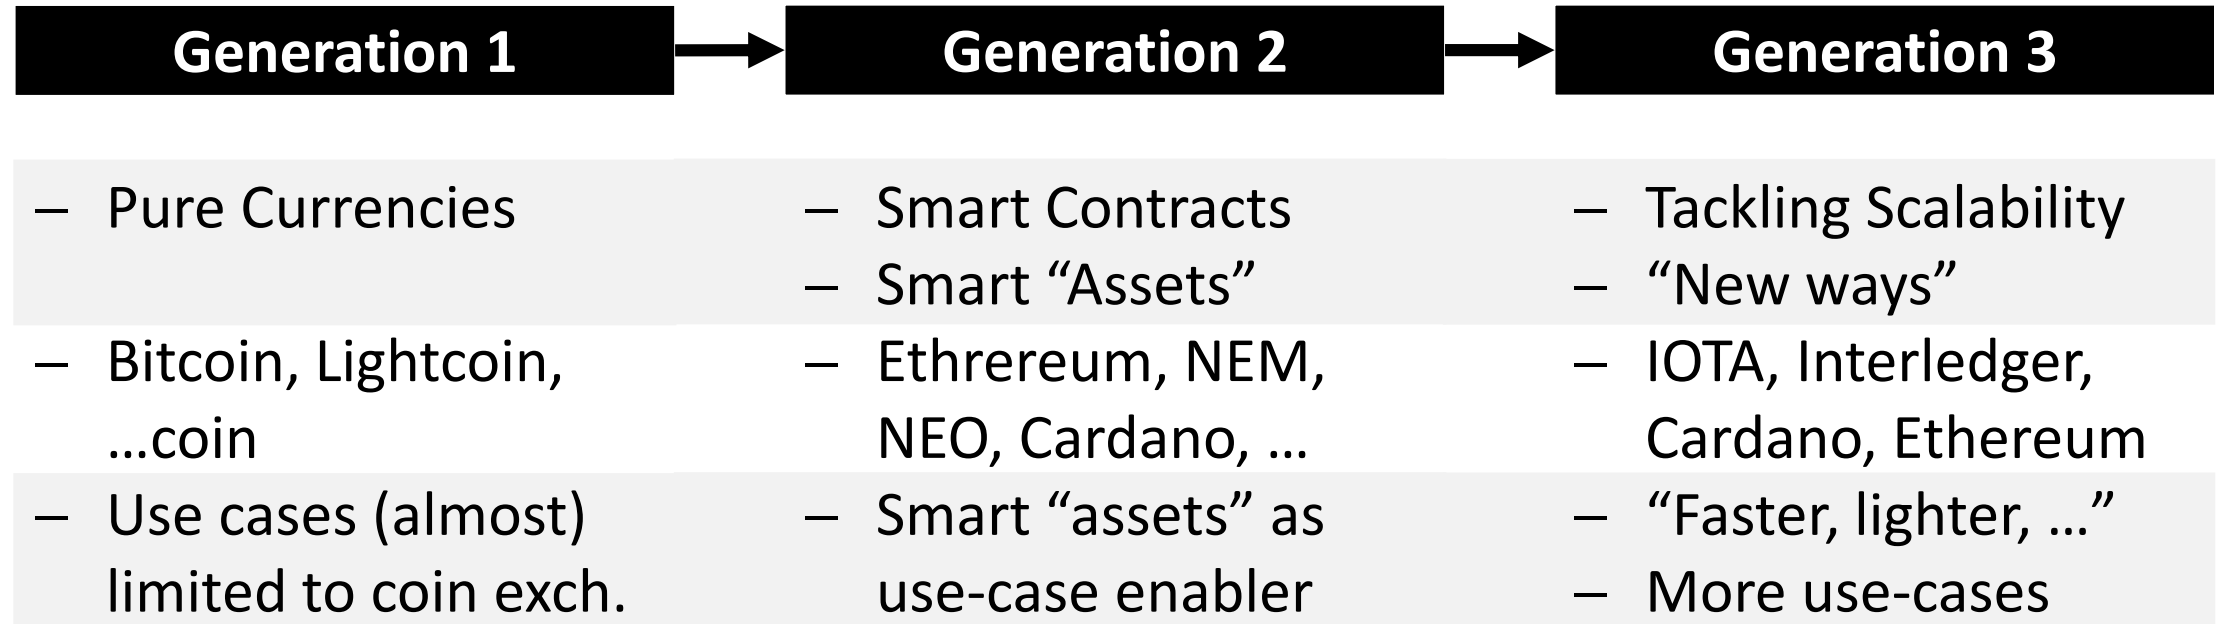 Generation 1
Generation 2
Generation 3
– Pure Currencies
– Smart Contracts
– Smart “Assets”
– Tackling Scalability
– “New ways”
– Bitcoin, Lightcoin,
...coin
– Ethrereum, NEM,
NEO, Cardano, ...
– IOTA, Interledger,
Cardano, Ethereum
– Use cases (almost)
limited to coin exch.
– Smart “assets” as
use-case enabler
– “Faster, lighter, ...”
– More use-cases